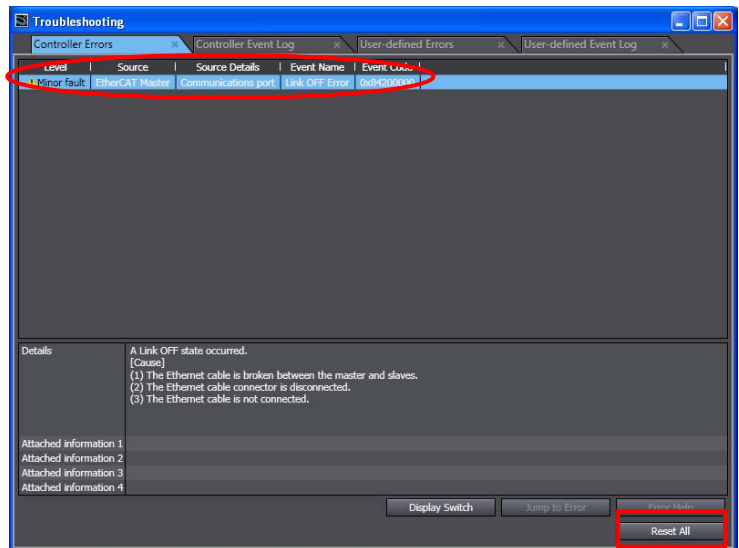 Troubleshooting
Controller Errors Controller Event Log User-defined Errors User-defined Event Log
Level Source Source Details Event Name Event Code
Minor fault EtherCAT Master Communications port Link OFF Error 0x84200000
Details A Link OFF state occurred.
[Cause]
(1) The Ethernet cable is broken between the master and slaves.
(2) The Ethernet cable connector is disconnected.
(3) The Ethernet cable is not connected.
Attached information 1
Attached information 2
Attached information 3
Attached information 4
Display Switch Jump to Error Error Help
Reset All